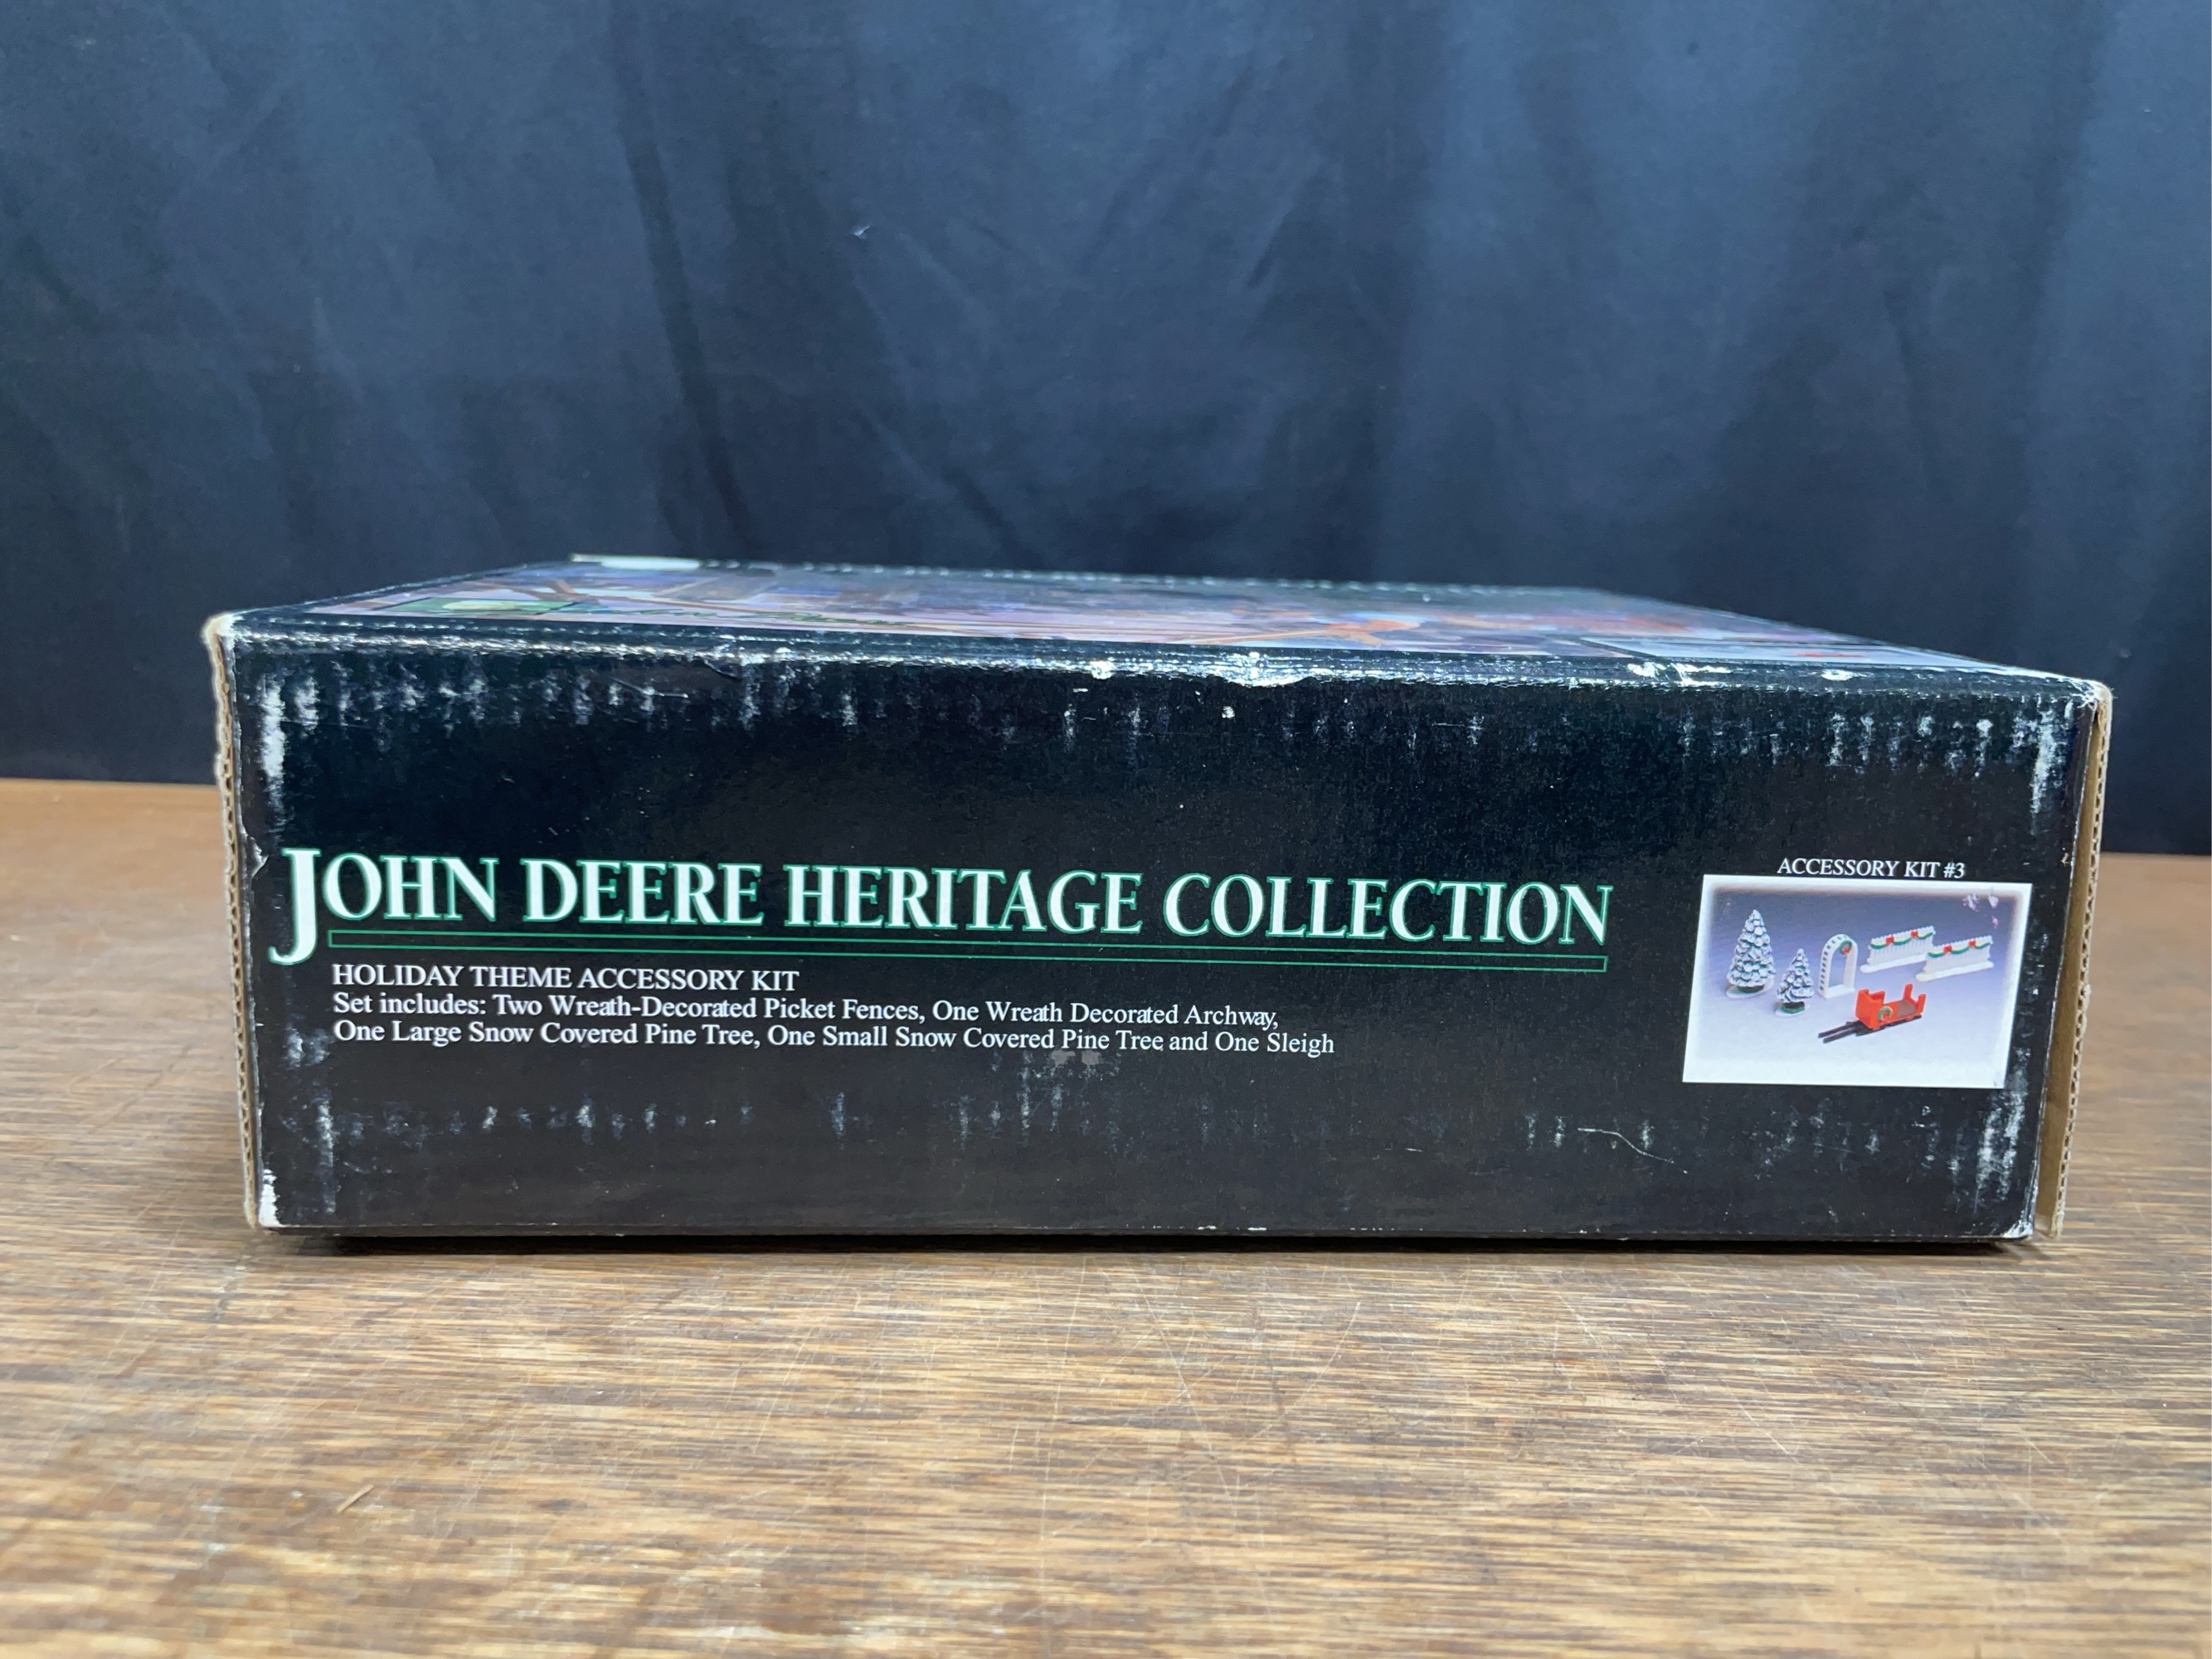 JOHN DEERE HERITAGE COLLECTION
HOLIDAY THEME ACCESSORY KIT
Set includes: Two Wreath-Decorated Picket Fences, One Wreath Decorated Archway,
One Large Snow Covered Pine Tree, One Small Snow Covered Pine Tree and One Sleigh
ACCESSORY KIT #3